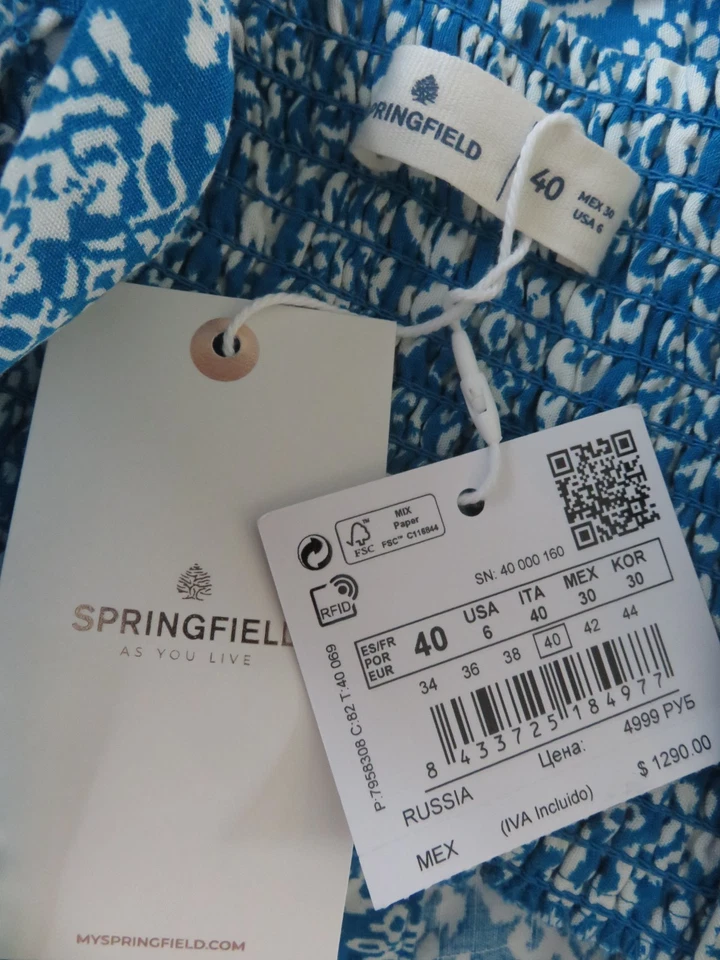 SPRINGFIELD
40
MEX 30
USA 6
SPRINGFIELD
AS YOU LIVE
MYSPRINGFIELD.COM
FSC™
MIX
Paper
FSC™ C116844
RFID
SN: 40 000 160
ES/FR
POR
EUR
40
USA
6
ITA
40
MEX
30
KOR
30
34 36 38 40 42 44
8 433725 184977
P:7958308 C:82 T:40 069
RUSSIA Цена: 4999 РУБ
MEX (IVA Incluido) $ 1290.00